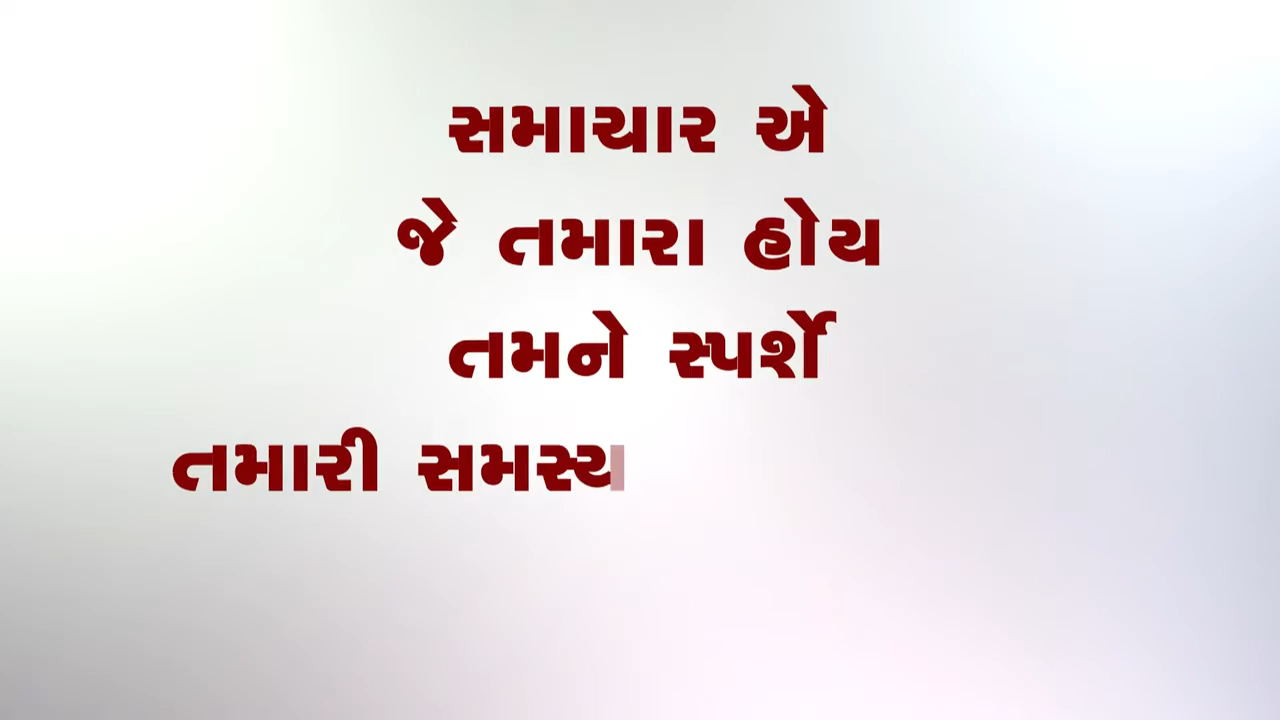 સમાચાર એ
જે તમારા હોય
તમને સ્પર્શે
તમારી સમસ્ય